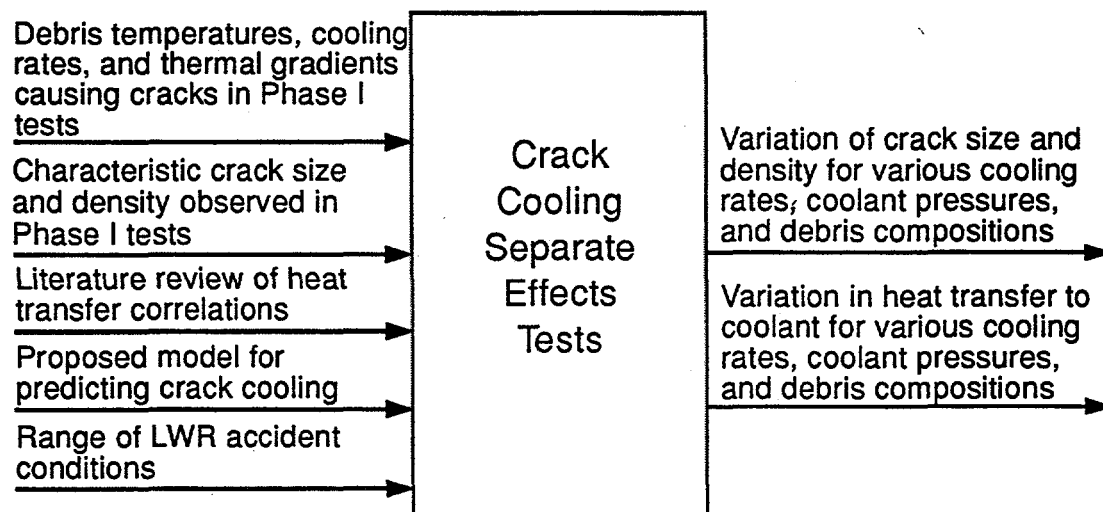 Debris temperatures, cooling
rates, and thermal gradients
causing cracks in Phase I
tests
Characteristic crack size
and density observed in
Phase I tests
Literature review of heat
transfer correlations
Proposed model for
predicting crack cooling
Range of LWR accident
conditions
Crack
Cooling
Separate
Effects
Tests
Variation of crack size and
density for various cooling
rates, coolant pressures,
and debris compositions
Variation in heat transfer to
coolant for various cooling
rates, coolant pressures,
and debris compositions